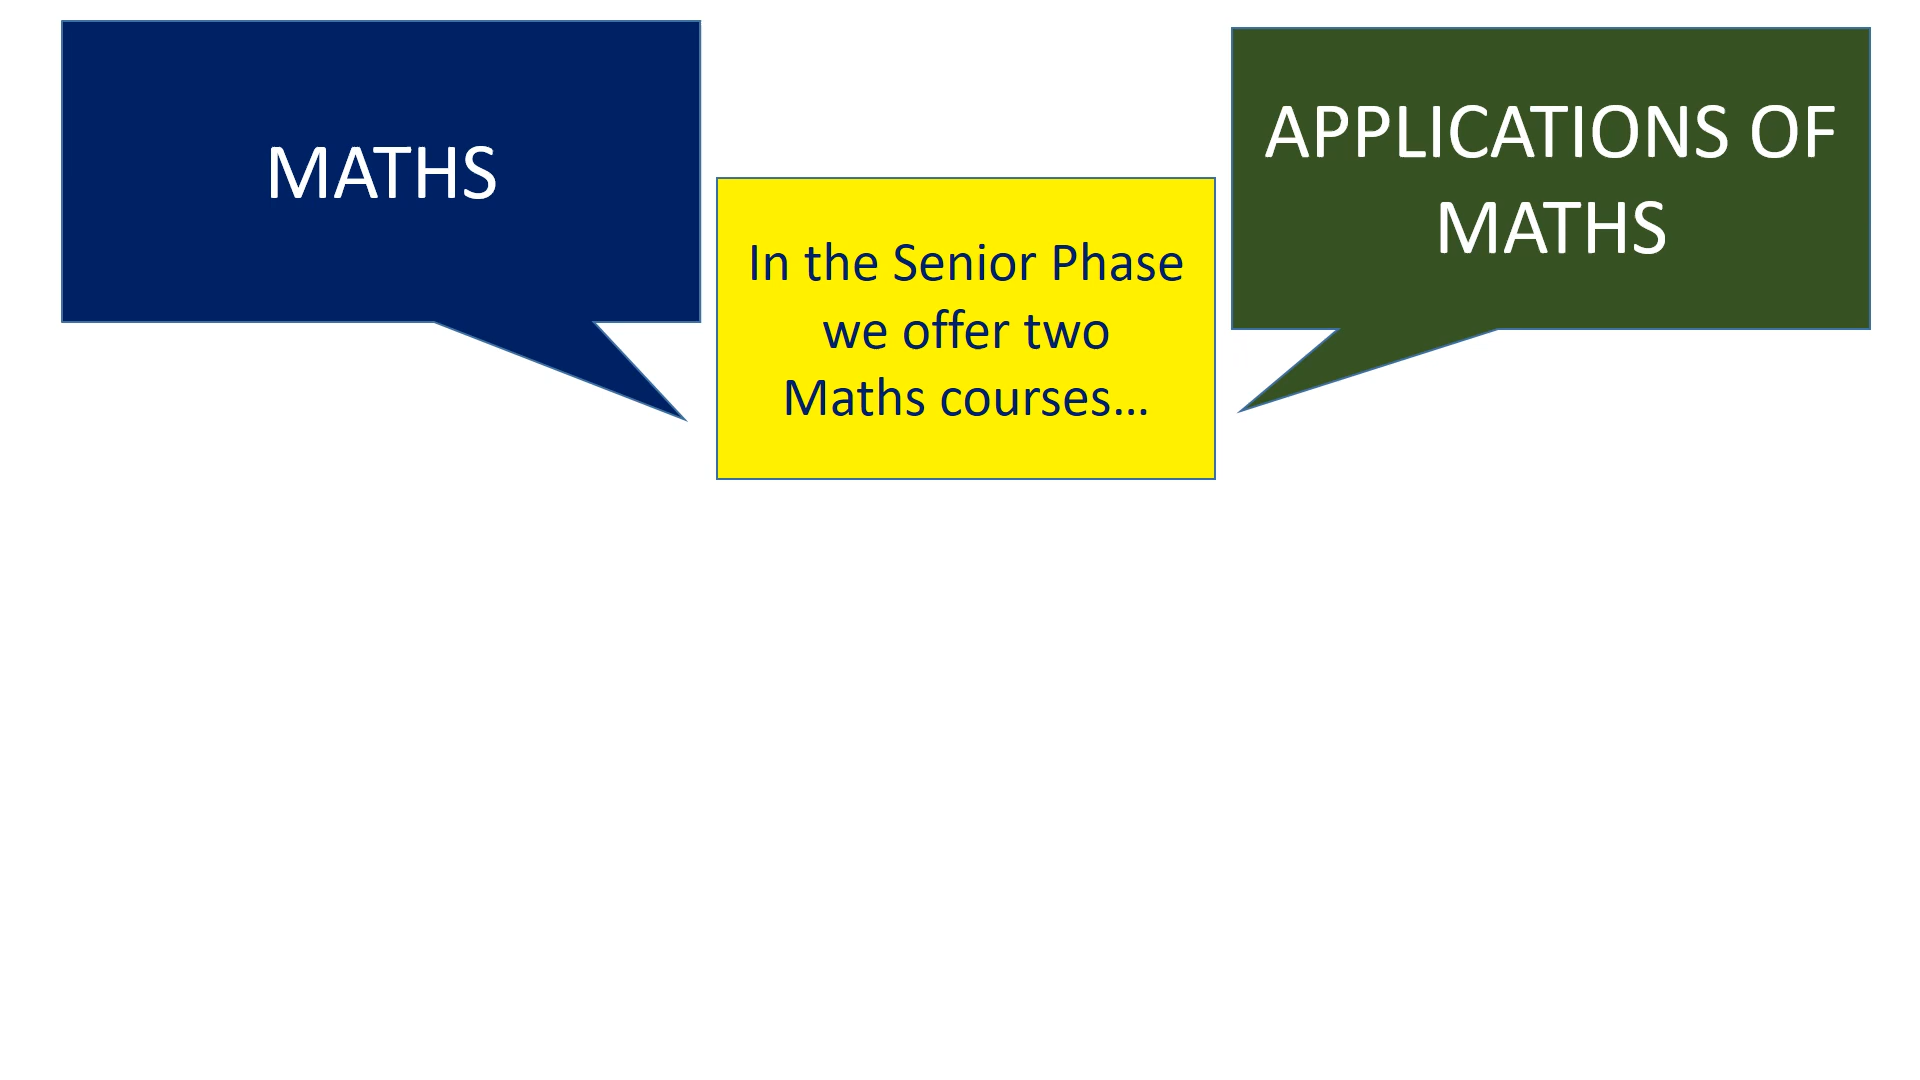 MATHS
In the Senior Phase
we offer two
Maths courses…
APPLICATIONS OF
MATHS